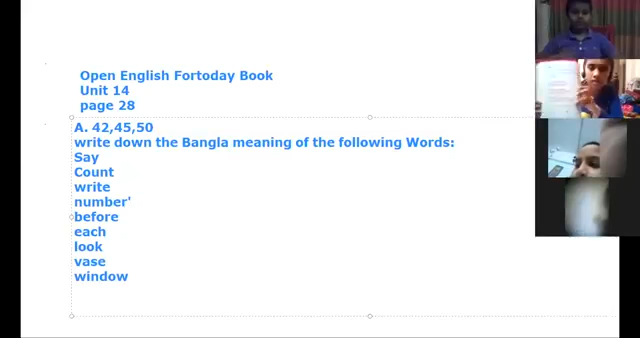 Open English Fortoday Book
Unit 14
page 28
A. 42,45,50
write down the Bangla meaning of the following Words:
Say
Count
write
number'
before
each
look
vase
window